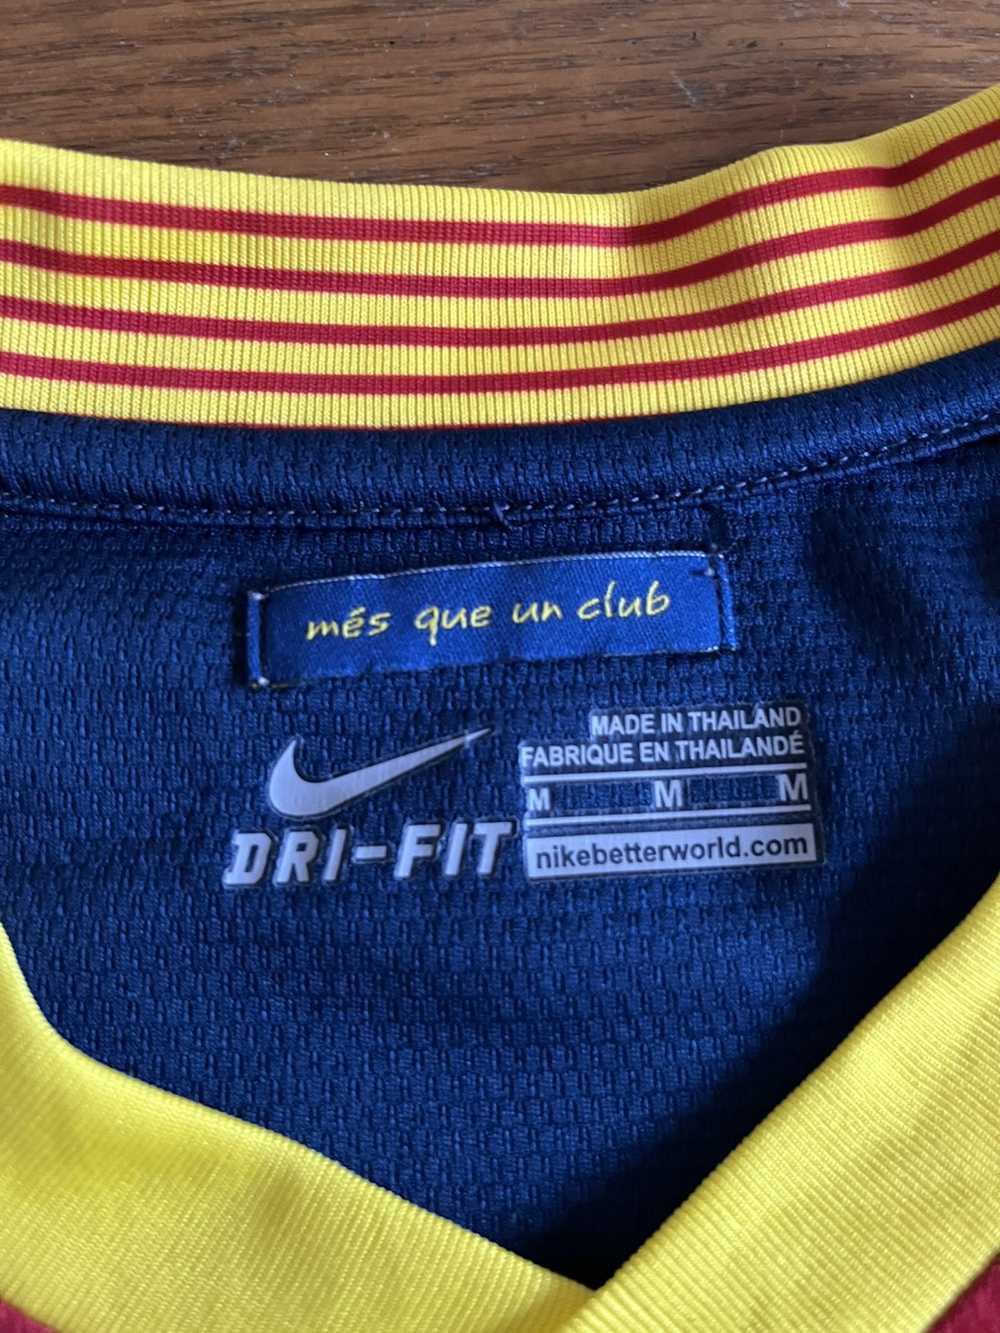 més que un club
DRI-FIT
MADE IN THAILAND
FABRIQUE EN THAILANDÉ
M M M
nikebetterworld.com